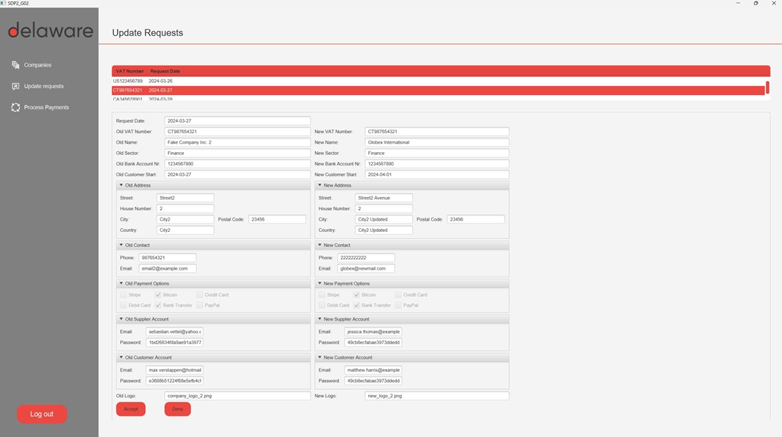 SDP2_G02
delaware
Update Requests
Companies
Update requests
Process Payments
VAT Number Request Date
US123456789 2024-03-26
CT987654321 2024-03-27
CA345678901 2024-03-28
Request Date: 2024-03-27
Old VAT Number: CT987654321 New VAT Number: CT987654321
Old Name: Fake Company Inc. 2 New Name: Globex International
Old Sector: Finance New Sector: Finance
Old Bank Account Nr: 1234567890 New Bank Account Nr: 1234567890
Old Customer Start: 2024-03-27 New Customer Start: 2024-04-01
Old Address New Address
Street: Street2 Street: Street2 Avenue
House Number: 2 House Number: 2
City: City2 Postal Code: 23456 City: City2 Updated Postal Code: 23456
Country: City2 Country: City2 Updated
Old Contact New Contact
Phone: 987654321 Phone: 2222222222
Email: email2@example.com Email: globex@newmail.com
Old Payment Options New Payment Options
Stripe Bitcoin Credit Card Stripe Bitcoin Credit Card
Debit Card Bank Transfer PayPal Debit Card Bank Transfer PayPal
Old Supplier Account New Supplier Account
Email: sebastian.vettel@yahoo.c Email: jessica.thomas@example
Password: Password:
Old Customer Account New Customer Account
Email: max.verstappen@hotmail Email: matthew.harris@example
Password: Password:
Old Logo: company_logo_2.png New Logo: new_logo_2.png
Accept Deny
Log out